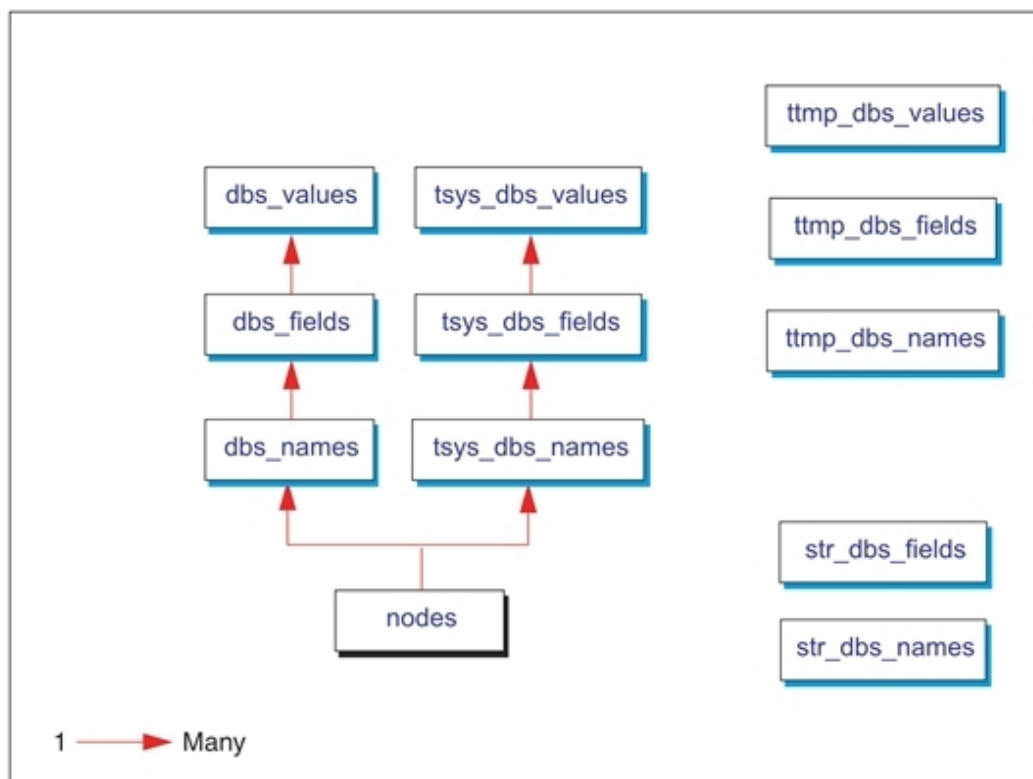 ttmp_dbs_values
dbs_values
tsys_dbs_values
ttmp_dbs_fields
dbs_fields
tsys_dbs_fields
ttmp_dbs_names
dbs_names
tsys_dbs_names
str_dbs_fields
nodes
str_dbs_names
1 Many